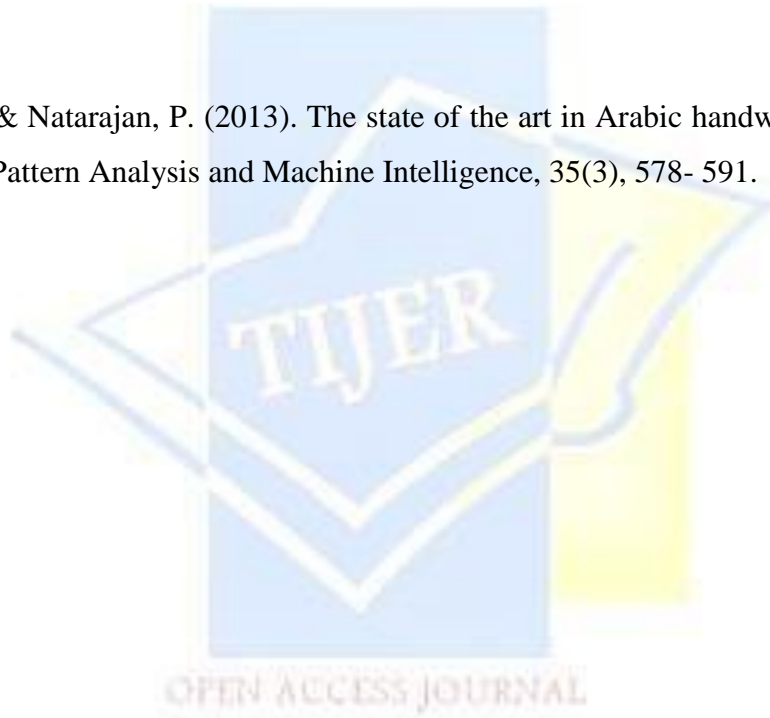 & Natarajan, P. (2013). The state of the art in Arabic handw
Pattern Analysis and Machine Intelligence, 35(3), 578- 591.
TIJER
OPEN ACCESS JOURNAL